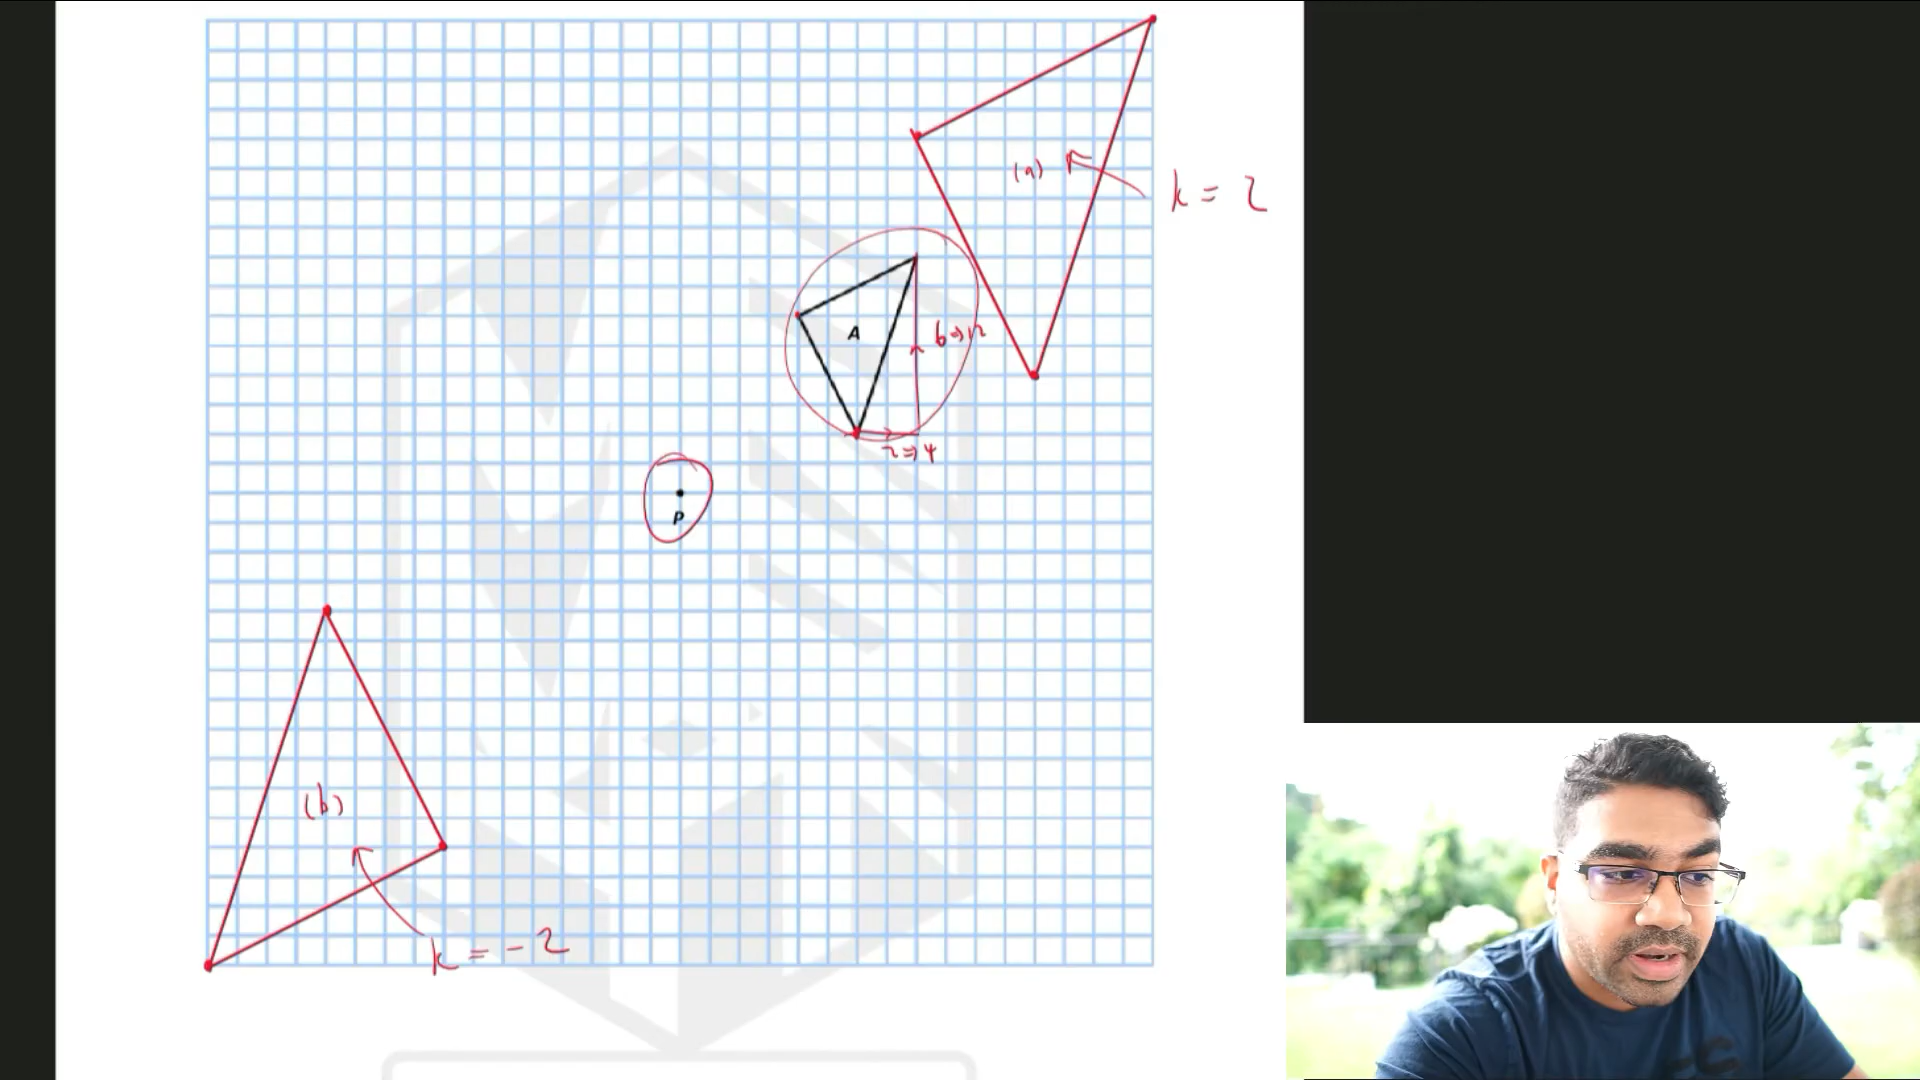 (a)
k = 2
A
6 ⇒ 12
2 ⇒ 4
P
(b)
k = -2